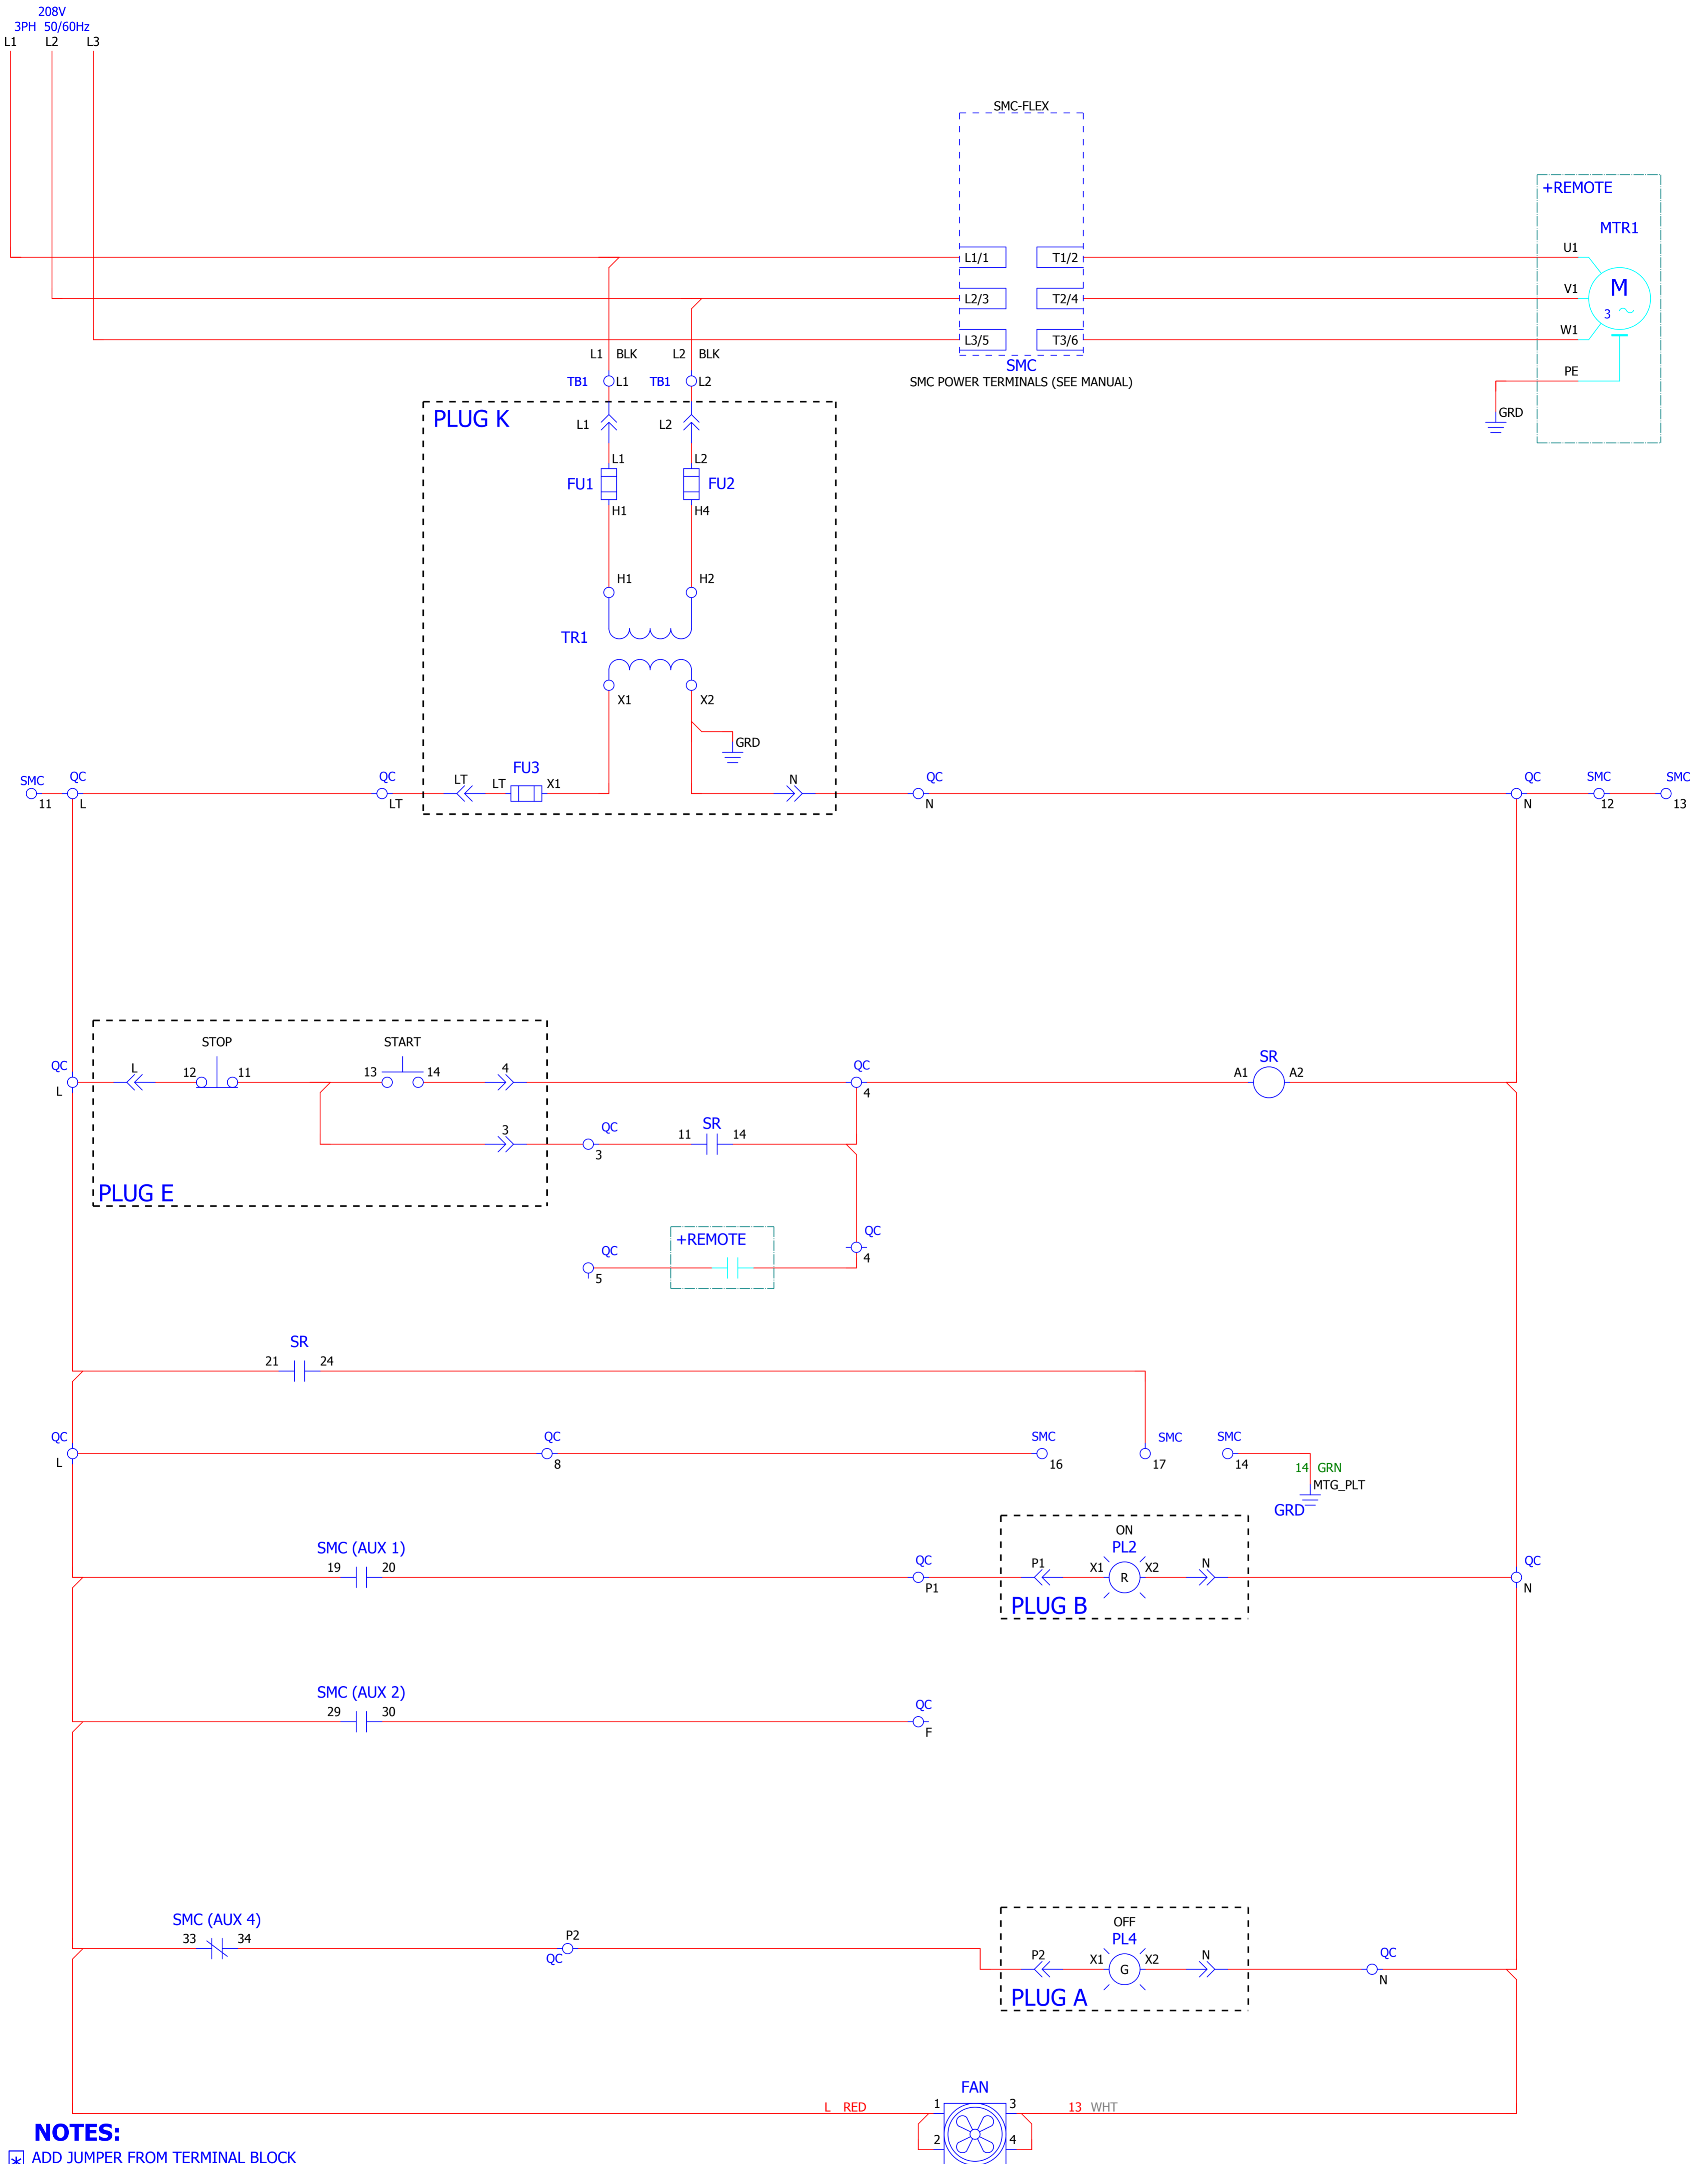 208V
3PH 50/60Hz
L1 L2 L3
SMC-FLEX
+REMOTE
MTR1
L1/1 T1/2 U1
L2/3 T2/4 V1
M
3
L3/5 T3/6 W1
L1 BLK L2 BLK
SMC
PE
TB1 L1 TB1 L2
SMC POWER TERMINALS (SEE MANUAL)
PLUG K
L1 L2
GRD
L1 L2
FU1 FU2
H1 H4
H1 H2
TR1
X1 X2
GRD
SMC QC QC LT LT FU3 X1 N QC QC SMC SMC
11 L LT N N 12 13
STOP START
QC L 12 11 13 14 4 QC SR
L 4 A1 A2
3 QC 11 SR 14
3
PLUG E
+REMOTE
QC
QC 4
5
SR
21 24
QC QC SMC SMC SMC
L 8 16 17 14
14 GRN
MTG_PLT
GRD
ON
SMC (AUX 1) PL2
19 20 QC P1 X1 R X2 N QC
P1 N
PLUG B
SMC (AUX 2)
29 30 QC
F
SMC (AUX 4) OFF
33 34 P2 PL4
QC P2 X1 G X2 N QC
N
PLUG A
FAN
L RED 1 3 13 WHT
2 4
NOTES:
* ADD JUMPER FROM TERMINAL BLOCK